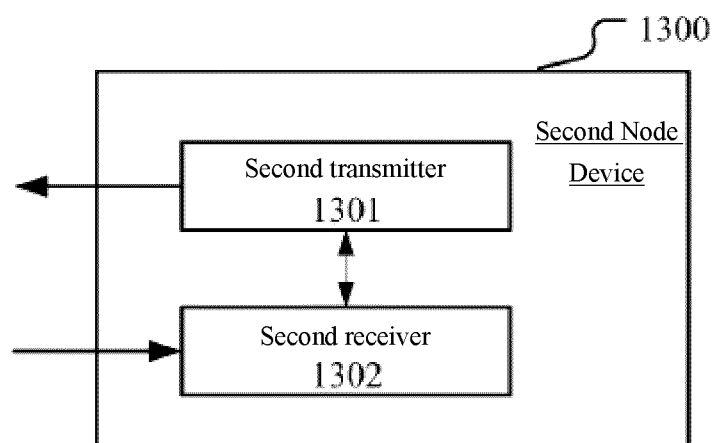 1300
Second Node
Device
Second transmitter
1301
Second receiver
1302